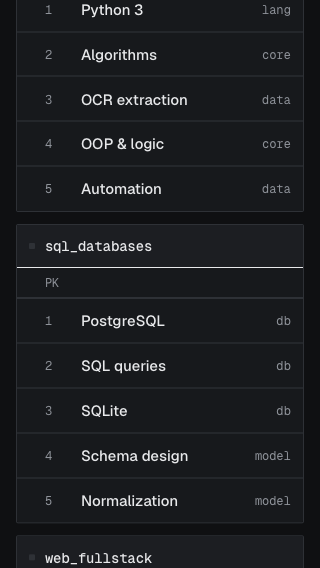 1 Python 3 lang
2 Algorithms core
3 OCR extraction data
4 OOP & logic core
5 Automation data
sql_databases
PK
1 PostgreSQL db
2 SQL queries db
3 SQLite db
4 Schema design model
5 Normalization model
web_fullstack